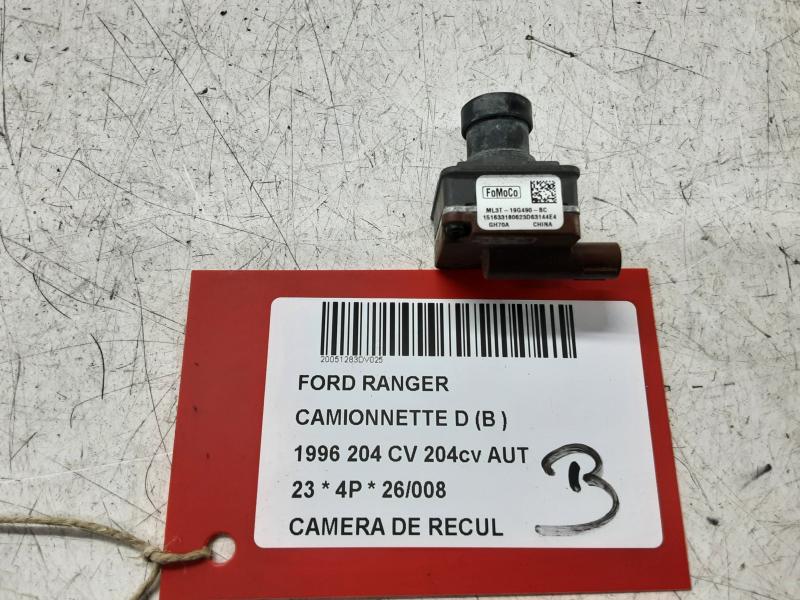 FoMoCo
ML3T-19G490-BC
151633180623D63144E4
GH70A CHINA
20051283DV025
FORD RANGER
CAMIONNETTE D (B )
1996 204 CV 204cv AUT
23 * 4P * 26/008
CAMERA DE RECUL
B